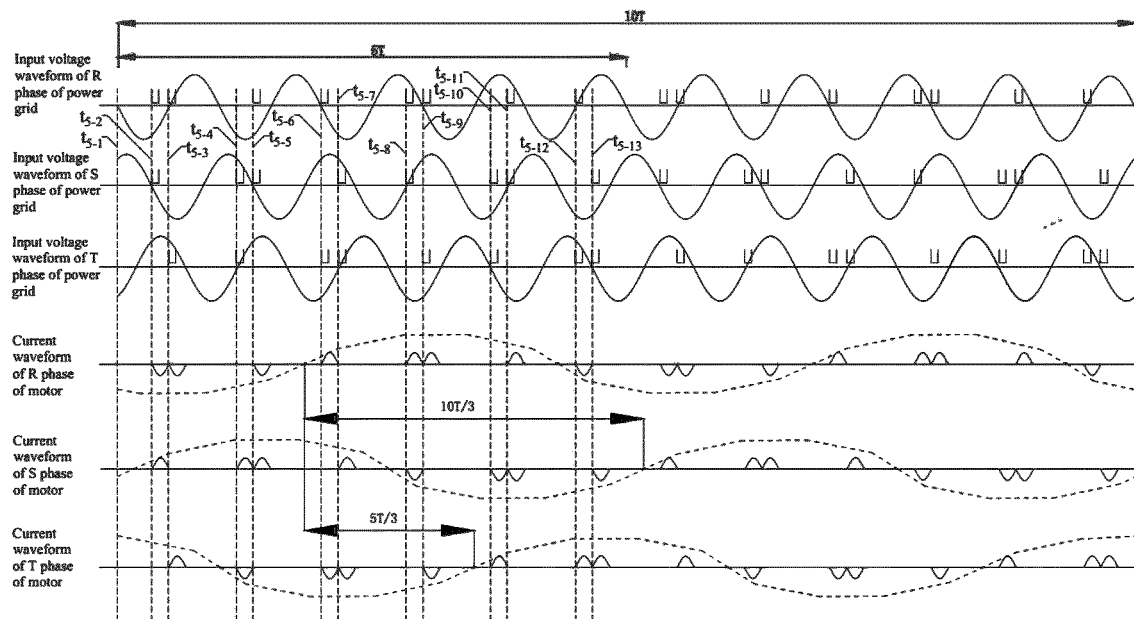 10T
5T
Input voltage
waveform of R
phase of power
grid
t5-11
t5-10
t5-7
t5-2
t5-1
t5-4
t5-3
t5-6
t5-5
t5-9
t5-8
t5-12
t5-13
Input voltage
waveform of S
phase of power
grid
Input voltage
waveform of T
phase of power
grid
Current
waveform
of R phase
of motor
10T/3
Current
waveform
of S phase
of motor
5T/3
Current
waveform
of T phase
of motor